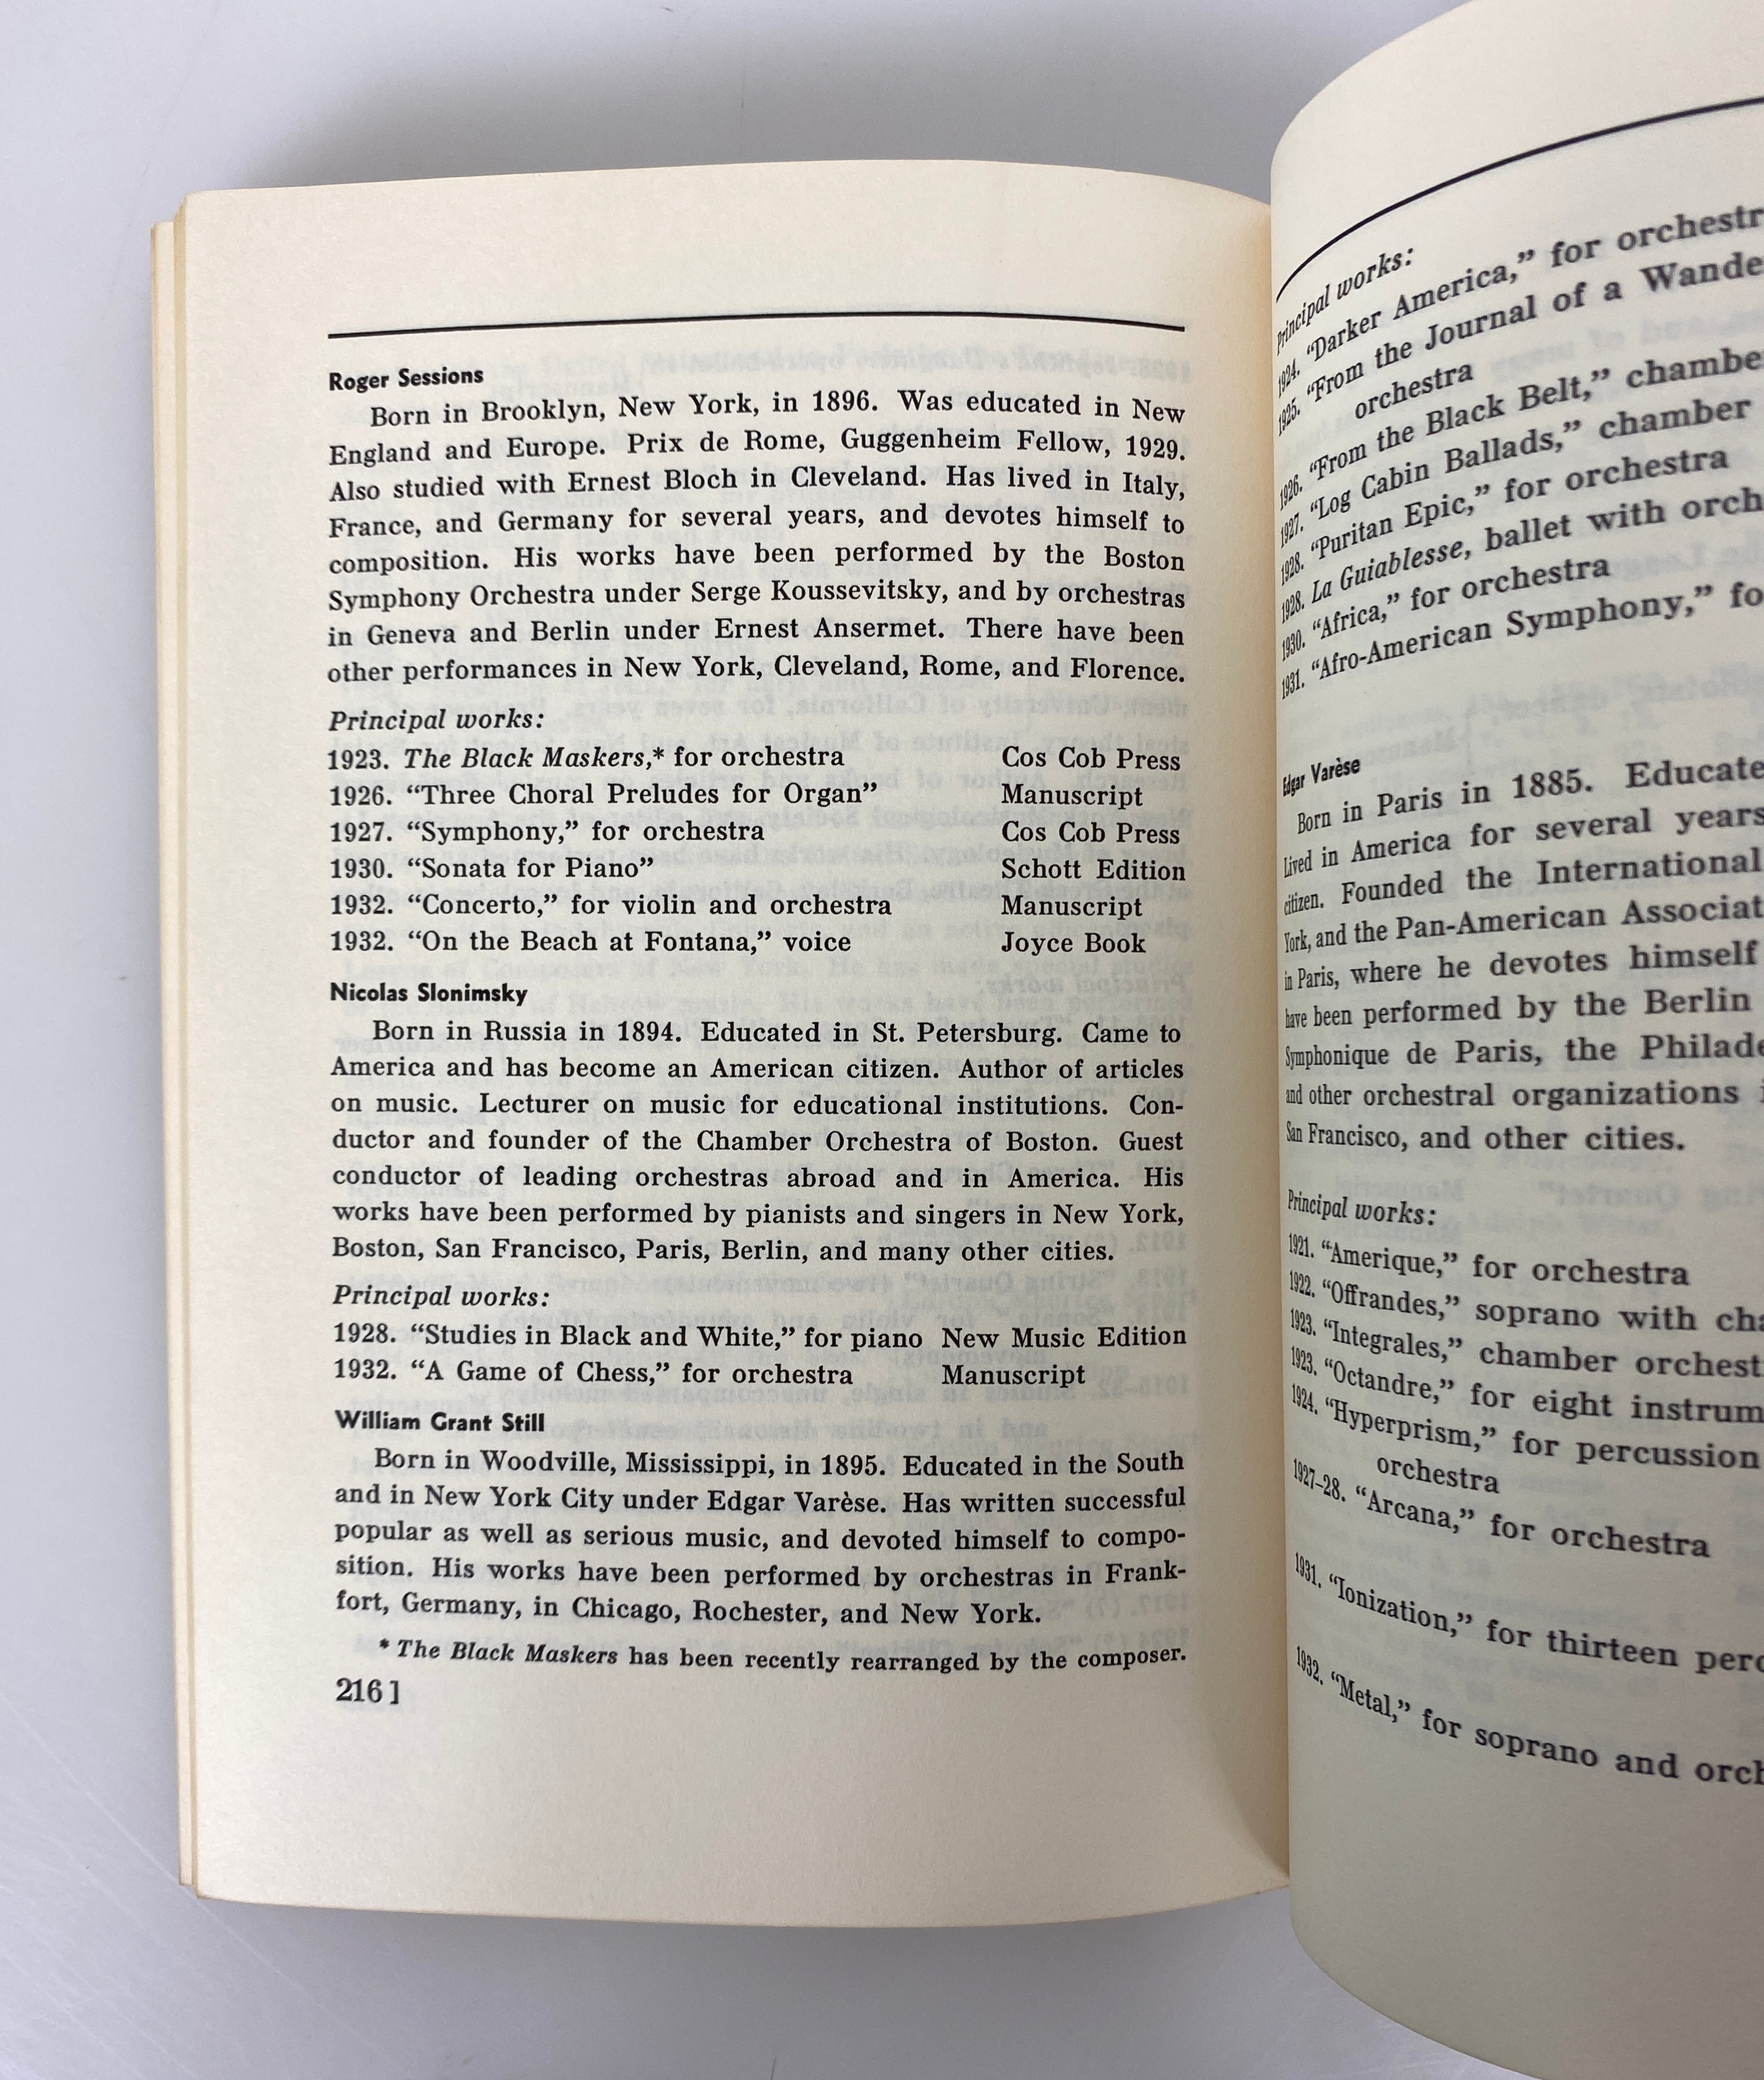 Roger Sessions
Born in Brooklyn, New York, in 1896. Was educated in New
England and Europe. Prix de Rome, Guggenheim Fellow, 1929.
Also studied with Ernest Bloch in Cleveland. Has lived in Italy,
France, and Germany for several years, and devotes himself to
composition. His works have been performed by the Boston
Symphony Orchestra under Serge Koussevitsky, and by orchestras
in Geneva and Berlin under Ernest Ansermet. There have been
other performances in New York, Cleveland, Rome, and Florence.
Principal works:
1923. The Black Maskers,* for orchestra Cos Cob Press
1926. “Three Choral Preludes for Organ” Manuscript
1927. “Symphony,” for orchestra Cos Cob Press
1930. “Sonata for Piano” Schott Edition
1932. “Concerto,” for violin and orchestra Manuscript
1932. “On the Beach at Fontana,” voice Joyce Book
Nicolas Slonimsky
Born in Russia in 1894. Educated in St. Petersburg. Came to
America and has become an American citizen. Author of articles
on music. Lecturer on music for educational institutions. Con-
ductor and founder of the Chamber Orchestra of Boston. Guest
conductor of leading orchestras abroad and in America. His
works have been performed by pianists and singers in New York,
Boston, San Francisco, Paris, Berlin, and many other cities.
Principal works:
1928. “Studies in Black and White,” for piano New Music Edition
1932. “A Game of Chess,” for orchestra Manuscript
William Grant Still
Born in Woodville, Mississippi, in 1895. Educated in the South
and in New York City under Edgar Varèse. Has written successful
popular as well as serious music, and devoted himself to compo-
sition. His works have been performed by orchestras in Frank-
fort, Germany, in Chicago, Rochester, and New York.
* The Black Maskers has been recently rearranged by the composer.
216 ]
Principal works:
1924. “Darker America,” for orchestr
1925. “From the Journal of a Wande
orchestra
1926. “From the Black Belt,” chambe
1927. “Log Cabin Ballads,” chamber
1928. “Puritan Epic,” for orchestra
1928. La Guiablesse, ballet with orch
1930. “Africa,” for orchestra
1931. “Afro-American Symphony,” fo
Edgar Varèse
Born in Paris in 1885. Educate
Lived in America for several years
citizen. Founded the International
York, and the Pan-American Associat
in Paris, where he devotes himself
have been performed by the Berlin
Symphonique de Paris, the Philade
and other orchestral organizations i
San Francisco, and other cities.
Principal works:
1921. “Amerique,” for orchestra
1922. “Offrandes,” soprano with cha
1923. “Integrales,” chamber orchest
1923. “Octandre,” for eight instrum
1924. “Hyperprism,” for percussion
orchestra
1927–28. “Arcana,” for orchestra
1931. “Ionization,” for thirteen perc
1932. “Metal,” for soprano and orch